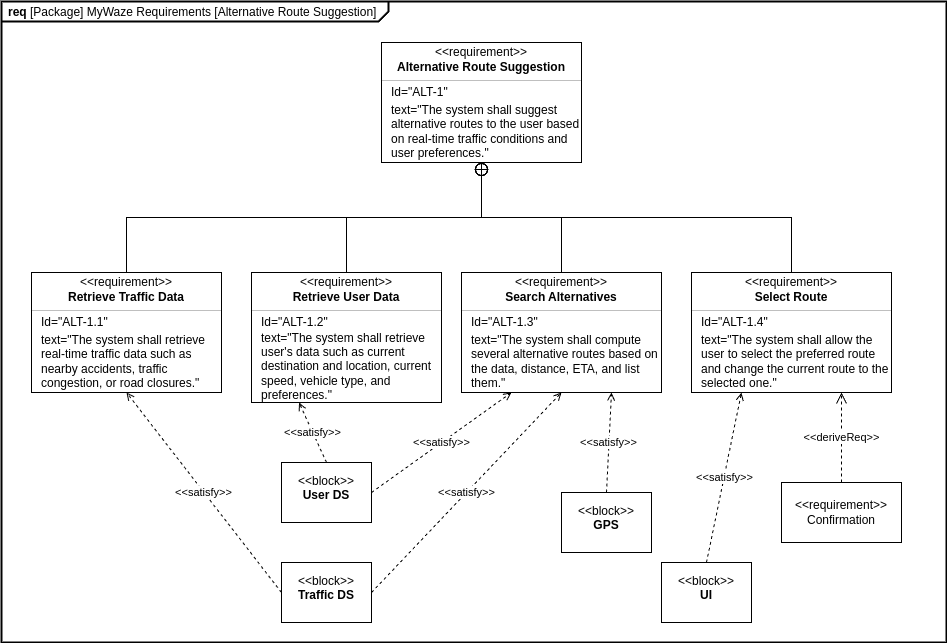 req [Package] MyWaze Requirements [Alternative Route Suggestion]
<<requirement>>
Alternative Route Suggestion
Id="ALT-1"
text="The system shall suggest
alternative routes to the user based
on real-time traffic conditions and
user preferences."
<<requirement>>
Retrieve Traffic Data
Id="ALT-1.1"
text="The system shall retrieve
real-time traffic data such as
nearby accidents, traffic
congestion, or road closures."
<<requirement>>
Retrieve User Data
Id="ALT-1.2"
text="The system shall retrieve
user's data such as current
destination and location, current
speed, vehicle type, and
preferences."
<<requirement>>
Search Alternatives
Id="ALT-1.3"
text="The system shall compute
several alternative routes based on
the data, distance, ETA, and list
them."
<<requirement>>
Select Route
Id="ALT-1.4"
text="The system shall allow the
user to select the preferred route
and change the current route to the
selected one."
<<satisfy>>
<<satisfy>>
<<satisfy>>
<<deriveReq>>
<<satisfy>>
<<satisfy>>
<<satisfy>>
<<block>>
User DS
<<block>>
GPS
<<requirement>>
Confirmation
<<block>>
Traffic DS
<<block>>
UI